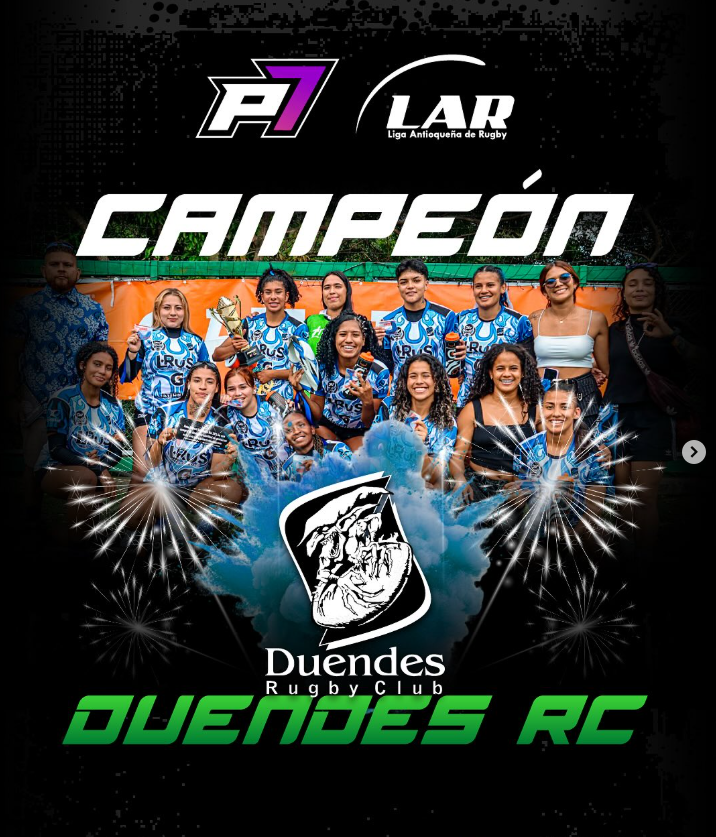 P7
LAR
Liga Antioqueña de Rugby
CAMPEÓN
Duendes
Rugby Club
DUENDES RC